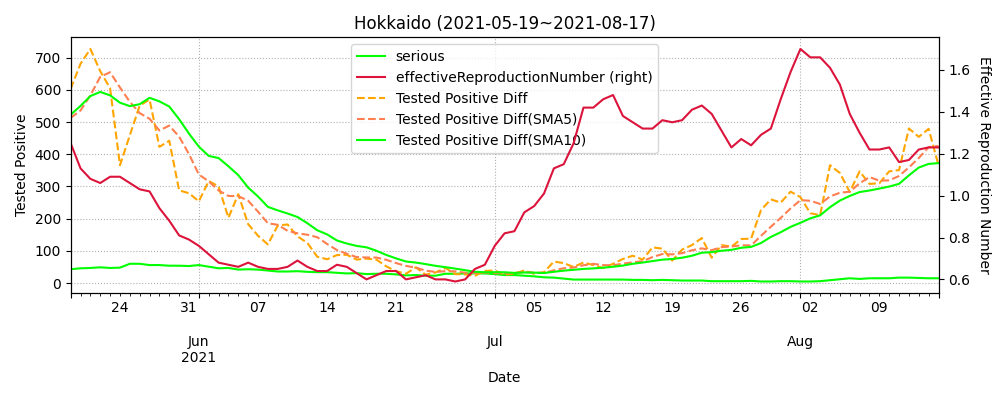 Hokkaido (2021-05-19~2021-08-17)
serious
effectiveReproductionNumber (right)
Tested Positive Diff
Tested Positive Diff(SMA5)
Tested Positive Diff(SMA10)
Tested Positive
700
600
500
400
300
200
100
0
1.6
1.4
1.2
1.0
0.8
0.6
Effective Reproduction Number
24 31 07 14 21 28 05 12 19 26 02 09
Jun Jul Aug
2021
Date